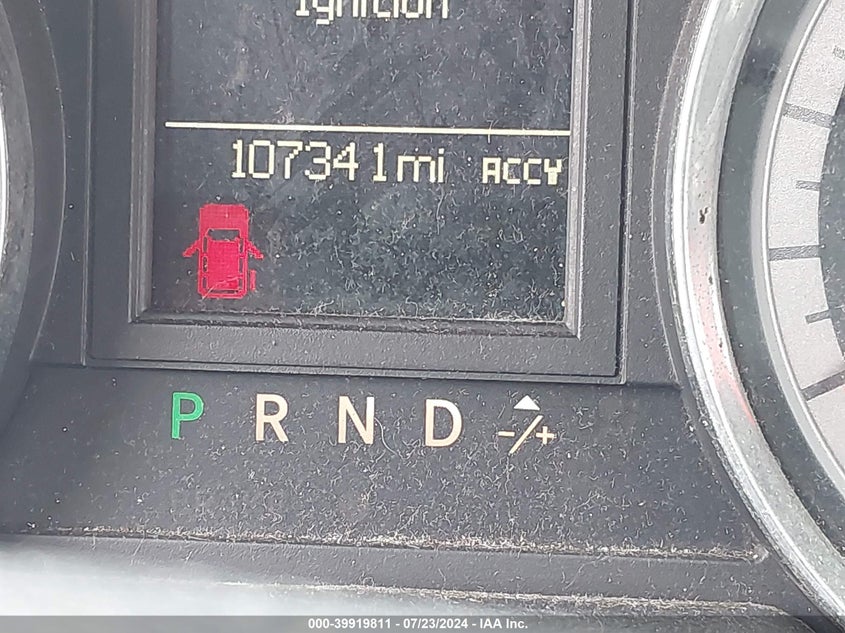 Ignition
107341mi ACCY
P R N D -/+
000-39919811 - 07/23/2024 - IAA Inc.